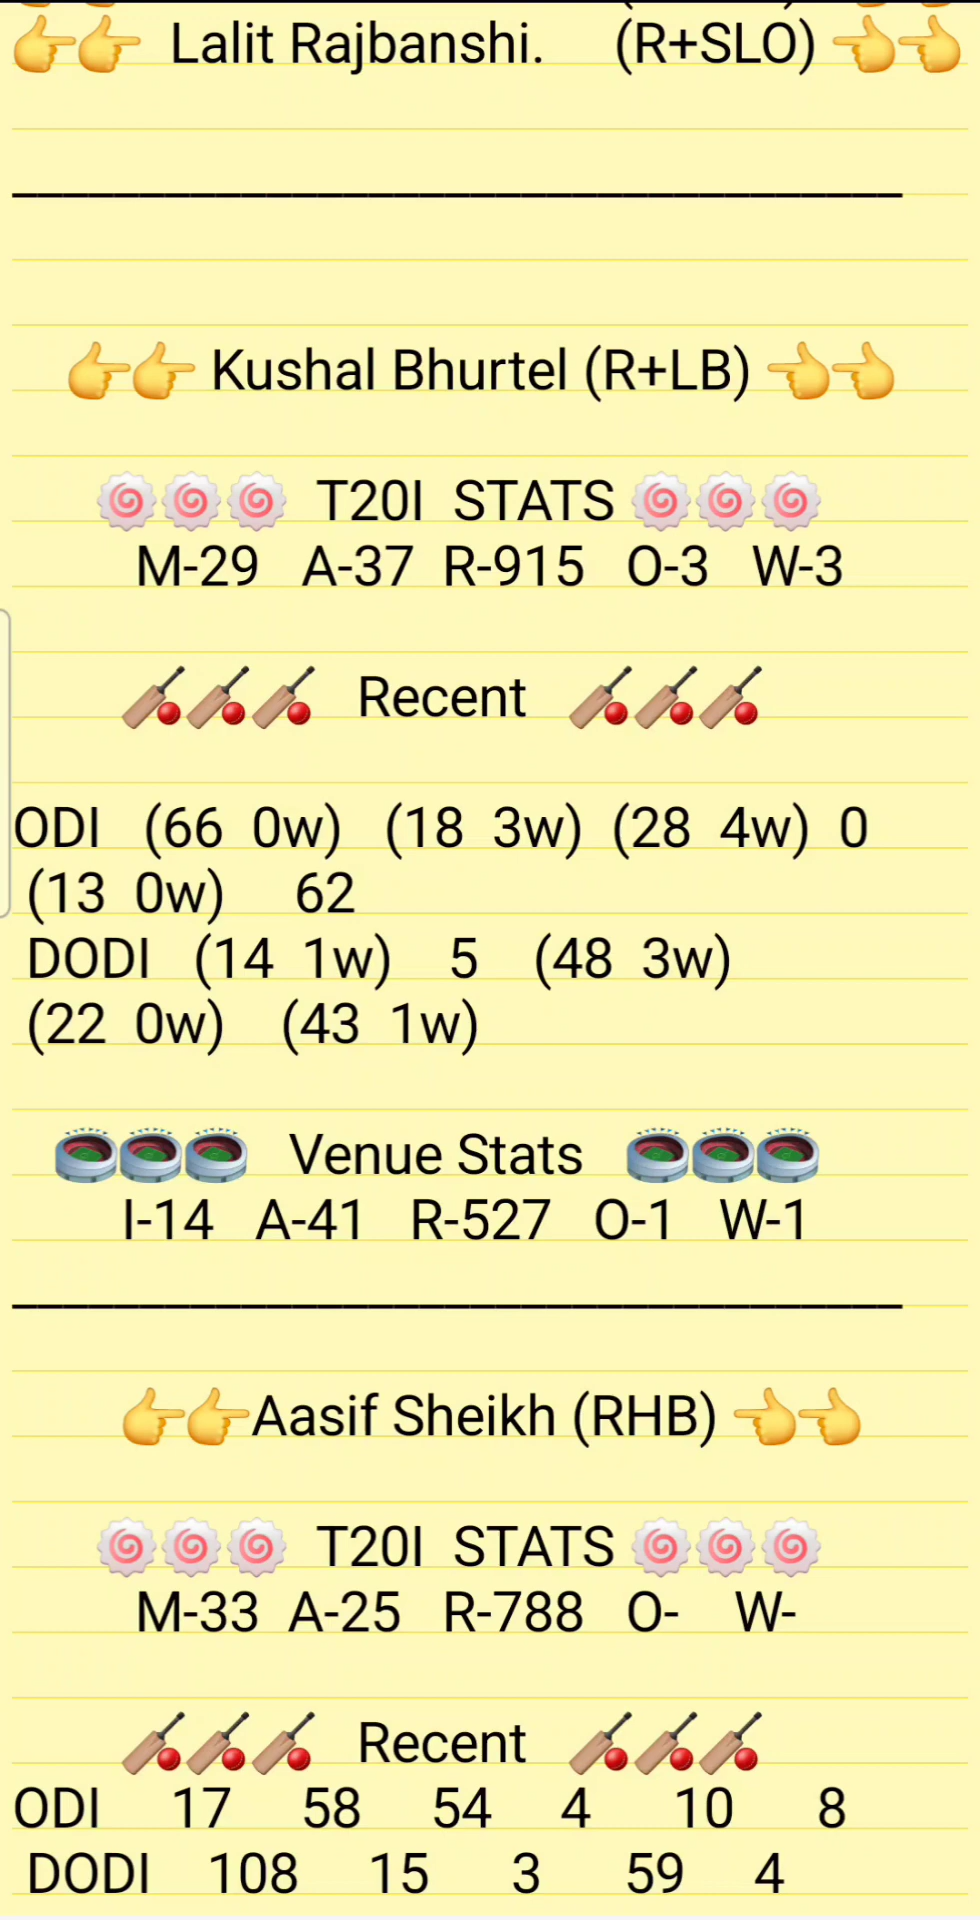 👉👉 Lalit Rajbanshi. (R+SLO) 👈👈
👉👉 Kushal Bhurtel (R+LB) 👈👈
🍥🍥🍥 T20I STATS 🍥🍥🍥
M-29 A-37 R-915 O-3 W-3
🏏🏏🏏 Recent 🏏🏏🏏
ODI (66 0w) (18 3w) (28 4w) 0
(13 0w) 62
DODI (14 1w) 5 (48 3w)
(22 0w) (43 1w)
🏟🏟🏟 Venue Stats 🏟🏟🏟
I-14 A-41 R-527 O-1 W-1
👉👉Aasif Sheikh (RHB) 👈👈
🍥🍥🍥 T20I STATS 🍥🍥🍥
M-33 A-25 R-788 O- W-
🏏🏏🏏 Recent 🏏🏏🏏
ODI 17 58 54 4 10 8
DODI 108 15 3 59 4